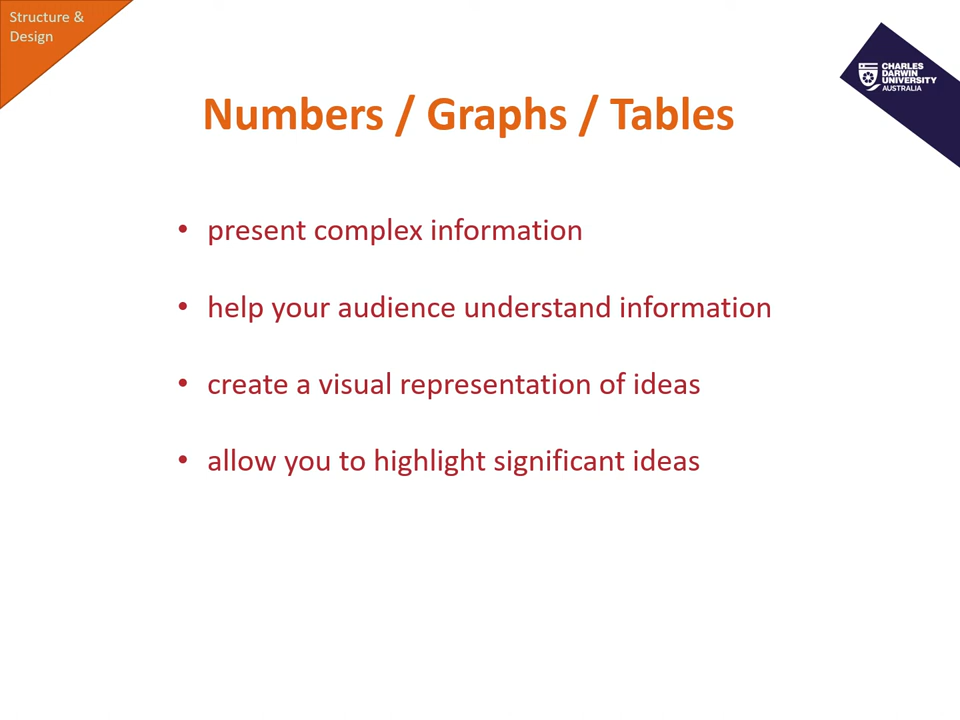 Structure &
Design
CHARLES
DARWIN
UNIVERSITY
AUSTRALIA
Numbers / Graphs / Tables
• present complex information
• help your audience understand information
• create a visual representation of ideas
• allow you to highlight significant ideas